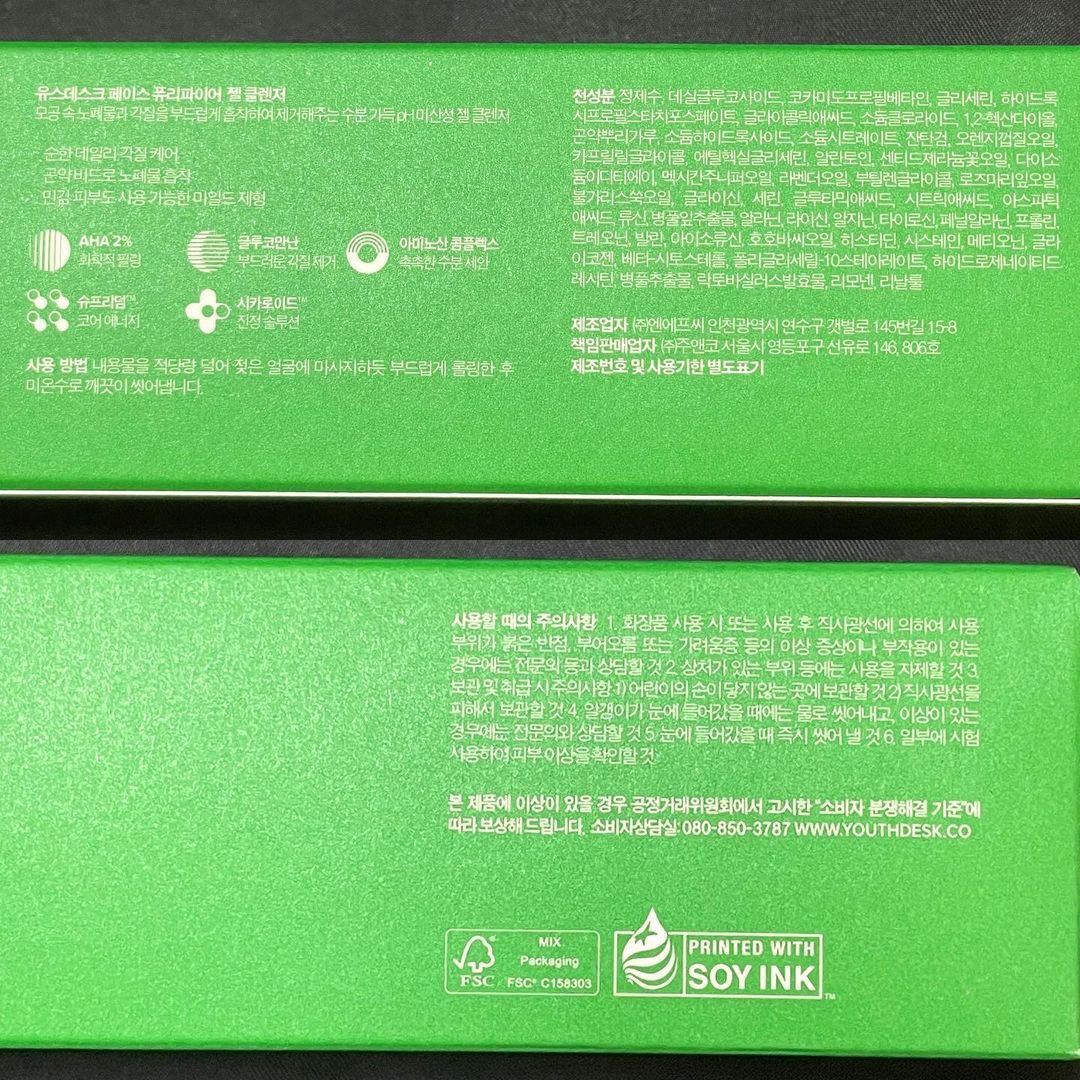 유스데스크 페이스 퓨리파이어 젤 클렌저
모공 속 노폐물과 각질을 부드럽게 흡착하여 제거해주는 수분 가득 pH 미산성 젤 클렌저
순한 데일리 각질 케어
곤약 비드로 노폐물 흡착
민감 피부도 사용 가능한 마일드 제형
AHA 2%
화학적 필링
글루코만난
부드러운 각질 제거
아미노산 콤플렉스
촉촉한 수분 세안
슈프리덤™
코어 에너지
시카로이드™
진정 솔루션
사용 방법 내용물을 적당량 덜어 젖은 얼굴에 마사지하듯 부드럽게 롤링한 후
미온수로 깨끗이 씻어냅니다.
전성분 정제수, 데실글루코사이드, 코카미도프로필베타인, 글리세린, 하이드록
시프로필스타치포스페이트, 글라이콜릭애씨드, 소듐클로라이드, 1,2-헥산다이올,
곤약뿌리가루, 소듐하이드록사이드, 소듐시트레이트, 잔탄검, 오렌지껍질오일,
카프릴릴글라이콜, 에틸헥실글리세린, 알란토인, 센티드제라늄꽃오일, 다이소
듐이디티에이, 멕시칸주니퍼오일, 라벤더오일, 부틸렌글라이콜, 로즈마리잎오일,
불가리스쑥오일, 글라이신, 세린, 글루타믹애씨드, 시트릭애씨드, 아스파틱
애씨드, 류신, 병풀잎추출물, 알라닌, 라이신, 알지닌, 타이로신, 페닐알라닌, 프롤린,
트레오닌, 발린, 아이소류신, 호호바씨오일, 히스티딘, 시스테인, 메티오닌, 글라
이코젠, 베타-시토스테롤, 폴리글리세릴-10스테아레이트, 하이드로제네이티드
레시틴, 병풀추출물, 락토바실러스발효물, 리모넨, 리날룰
제조업자 (주)엔에프씨 인천광역시 연수구 갯벌로 145번길 15-8
책임판매업자 (주)주앤코 서울시 영등포구 선유로 146, 806호
제조번호 및 사용기한 별도표기
사용할 때의 주의사항 1. 화장품 사용 시 또는 사용 후 직사광선에 의하여 사용
부위가 붉은 반점, 부어오름 또는 가려움증 등의 이상 증상이나 부작용이 있는
경우에는 전문의 등과 상담할 것 2. 상처가 있는 부위 등에는 사용을 자제할 것 3.
보관 및 취급 시 주의사항 1) 어린이의 손이 닿지 않는 곳에 보관할 것 2) 직사광선을
피해서 보관할 것 4. 알갱이가 눈에 들어갔을 때에는 물로 씻어내고, 이상이 있는
경우에는 전문의와 상담할 것 5. 눈에 들어갔을 때 즉시 씻어 낼 것 6. 일부에 시험
사용하여 피부 이상을 확인할 것
본 제품에 이상이 있을 경우 공정거래위원회에서 고시한 "소비자 분쟁해결 기준"에
따라 보상해 드립니다. 소비자상담실: 080-850-3787 WWW.YOUTHDESK.CO
FSC
MIX
Packaging
FSC® C158303
PRINTED WITH
SOY INK™